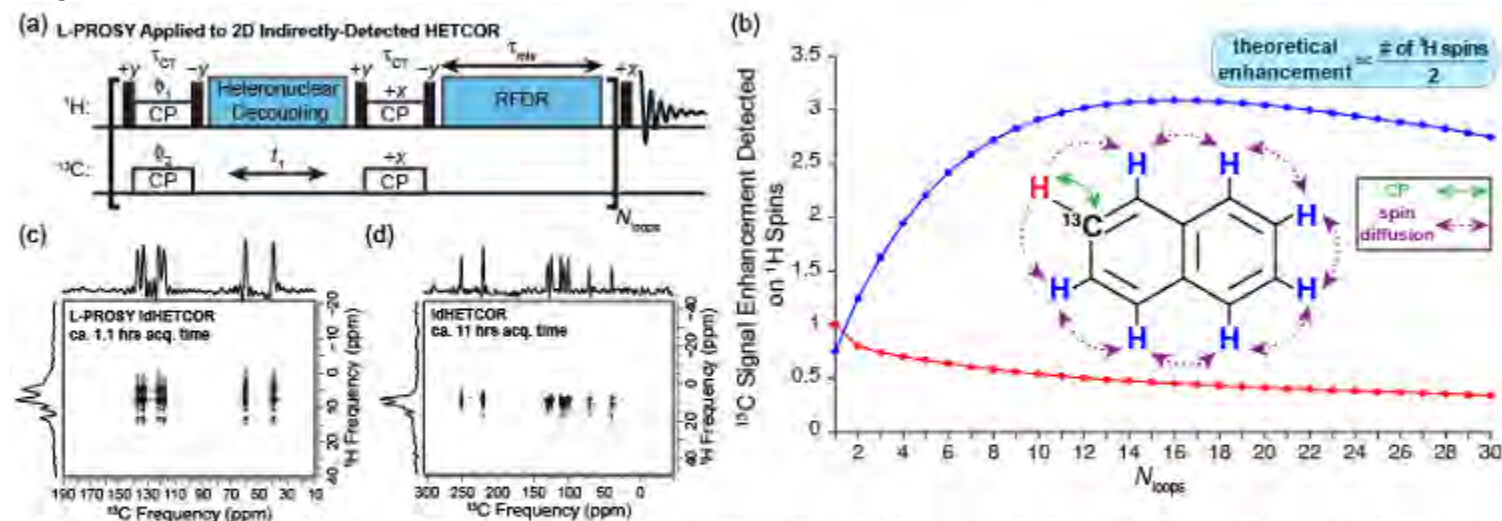 (a) L-PROSY Applied to 2D Indirectly-Detected HETCOR
τCT
τCT
τmix
+y
−y
+y
−y
+x
¹H:
ϕ₁
CP
Heteronuclear
Decoupling
+x
CP
RFDR
¹³C:
ϕ₂
CP
t₁
+x
CP
Nloops
(c)
L-PROSY IdHETCOR
ca. 1.1 hrs acq. time
-20
0
20
40
¹H Frequency (ppm)
190 170 150 130 110 90 70 50 30 10
¹³C Frequency (ppm)
(d)
IdHETCOR
ca. 11 hrs acq. time
-40
-20
0
20
40
¹H Frequency (ppm)
300 250 200 150 100 50 0
¹³C Frequency (ppm)
(b)
theoretical
enhancement ∝ # of ¹H spins
2
¹³C Signal Enhancement Detected
on ¹H Spins
3.5
3
2.5
2
1.5
1
0.5
0
H
H
H
¹³C
H
H
H
H
H
CP
spin
diffusion
2 4 6 8 10 12 14 16 18 20 22 24 26 28 30
Nloops